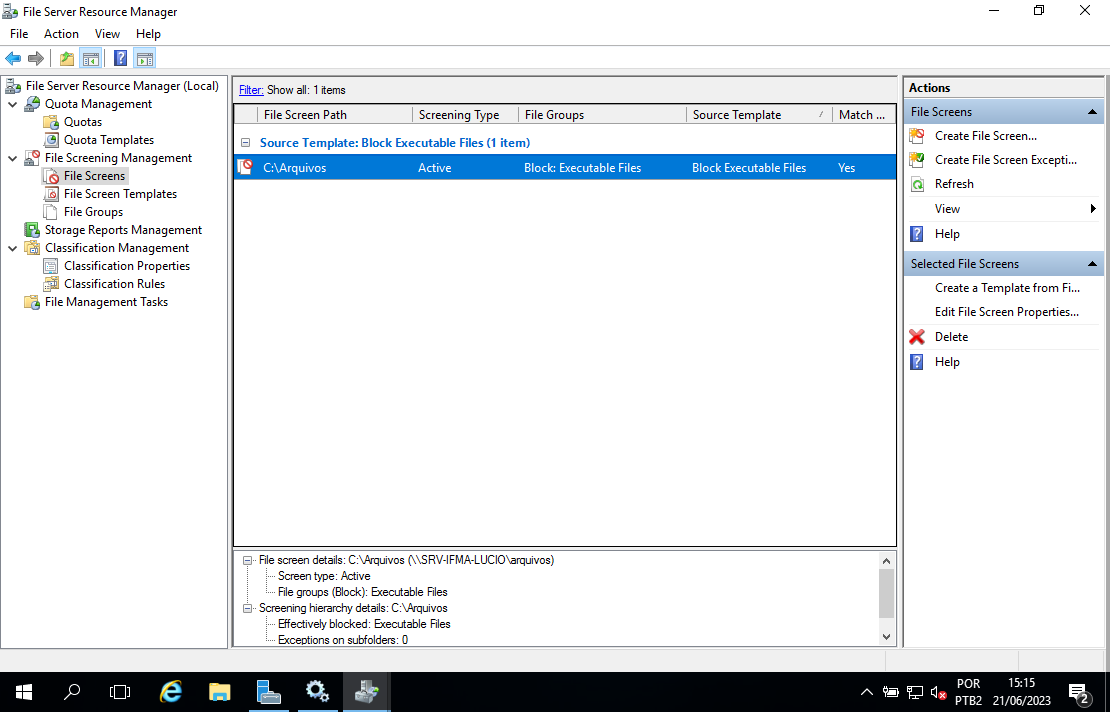 File Server Resource Manager
File Action View Help
File Server Resource Manager (Local)
Quota Management
Quotas
Quota Templates
File Screening Management
File Screens
File Screen Templates
File Groups
Storage Reports Management
Classification Management
Classification Properties
Classification Rules
File Management Tasks
Filter: Show all: 1 items
File Screen Path Screening Type File Groups Source Template / Match ...
Source Template: Block Executable Files (1 item)
C:\Arquivos Active Block: Executable Files Block Executable Files Yes
File screen details: C:\Arquivos (\\SRV-IFMA-LUCIO\arquivos)
Screen type: Active
File groups (Block): Executable Files
Screening hierarchy details: C:\Arquivos
Effectively blocked: Executable Files
Exceptions on subfolders: 0
Actions
File Screens
Create File Screen...
Create File Screen Excepti...
Refresh
View
Help
Selected File Screens
Create a Template from Fi...
Edit File Screen Properties...
Delete
Help
POR 15:15
PTB2 21/06/2023
2